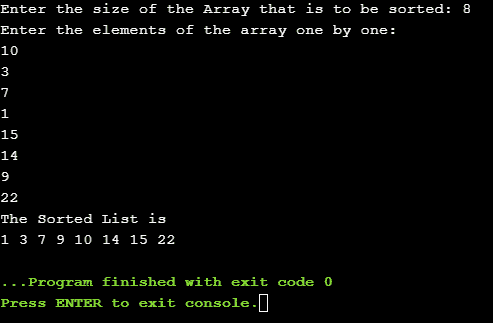 Enter the size of the Array that is to be sorted: 8
Enter the elements of the array one by one:
10
3
7
1
15
14
9
22
The Sorted List is
1 3 7 9 10 14 15 22
...Program finished with exit code 0
Press ENTER to exit console.